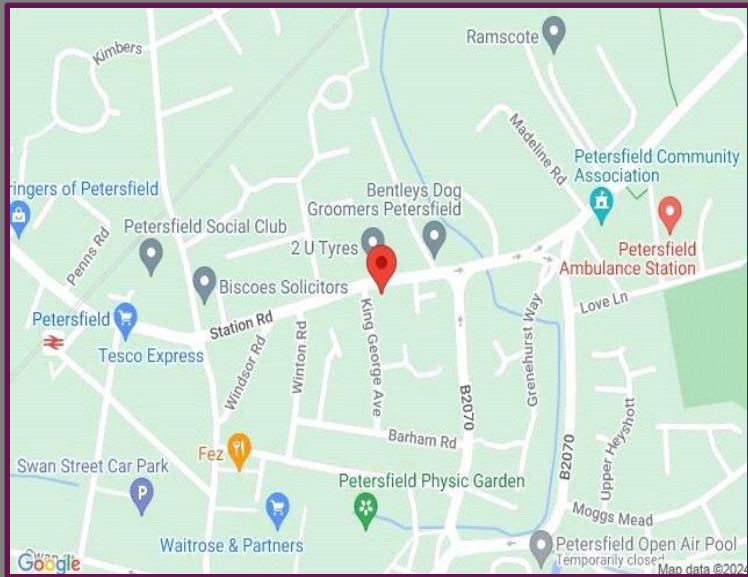 Kimbers
Ramscote
Madeline Rd
Petersfield Community
Association
ringers of Petersfield
Bentleys Dog
Groomers Petersfield
Petersfield Social Club
2 U Tyres
Penns Rd
Petersfield
Ambulance Station
Biscoes Solicitors
Love Ln
Petersfield
Station Rd
King George Ave
Grenehurst Way
Tesco Express
Windsor Rd
Winton Rd
B2070
Barham Rd
B2070
Upper Heyshott
Fez
Swan Street Car Park
P
Petersfield Physic Garden
Moggs Mead
Waitrose & Partners
Petersfield Open Air Pool
Temporarily closed
Google
Map data ©2024